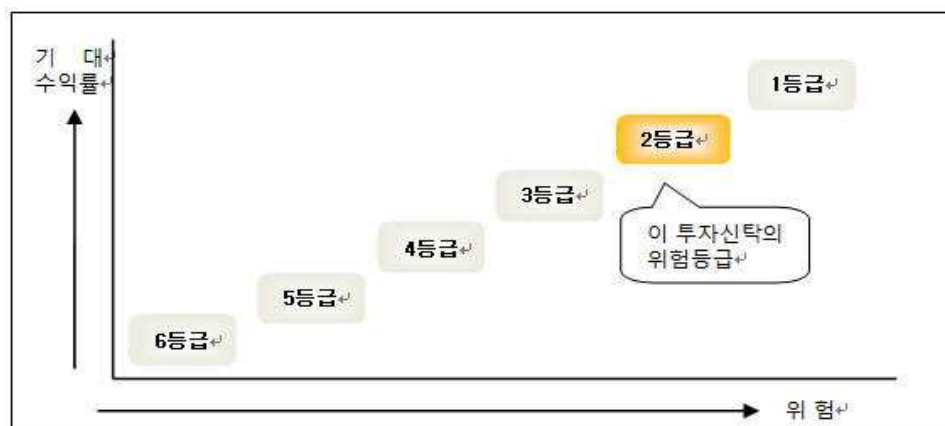 기 대↵
수익률↵
1등급↵
2등급↵
3등급↵
이 투자신탁의
위험등급↵
4등급↵
5등급↵
6등급↵
위 험↵